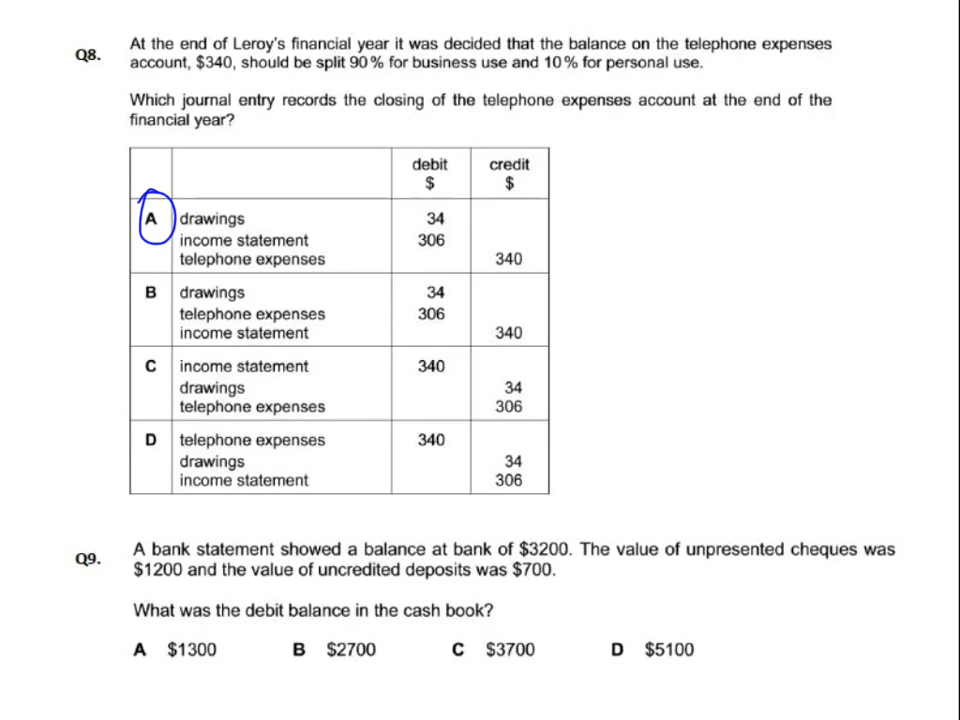 Q8. At the end of Leroy's financial year it was decided that the balance on the telephone expenses
account, $340, should be split 90% for business use and 10% for personal use.
Which journal entry records the closing of the telephone expenses account at the end of the
financial year?
debit credit
$ $
A drawings 34
income statement 306
telephone expenses 340
B drawings 34
telephone expenses 306
income statement 340
C income statement 340
drawings 34
telephone expenses 306
D telephone expenses 340
drawings 34
income statement 306
Q9. A bank statement showed a balance at bank of $3200. The value of unpresented cheques was
$1200 and the value of uncredited deposits was $700.
What was the debit balance in the cash book?
A $1300 B $2700 C $3700 D $5100